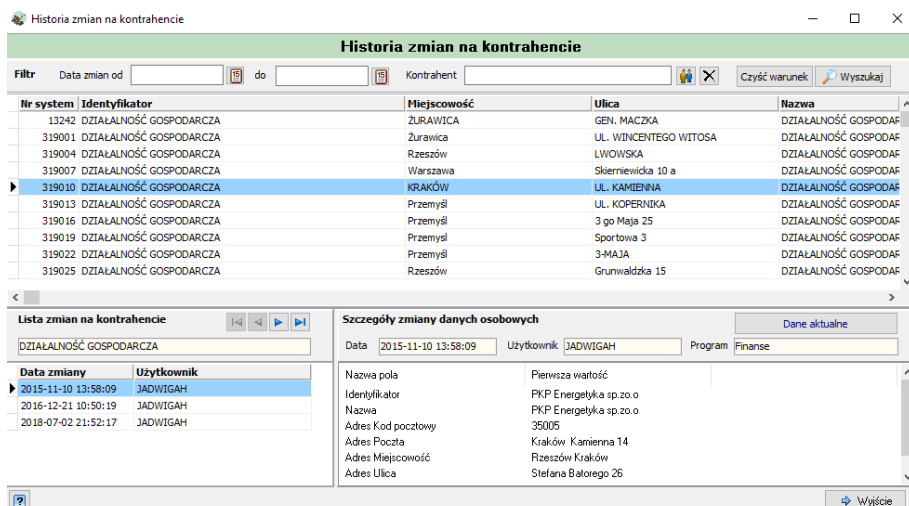 Historia zmian na kontrahencie
Historia zmian na kontrahencie
Filtr Data zmian od 15 do 15 Kontrahent Czyść warunek Wyszukaj
Nr system Identyfikator Miejscowość Ulica Nazwa
13242 DZIAŁALNOŚĆ GOSPODARCZA ŻURAWICA GEN. MACZKA DZIAŁALNOŚĆ GOSPODAR
319001 DZIAŁALNOŚĆ GOSPODARCZA Żurawica UL. WINCENTEGO WITOSA DZIAŁALNOŚĆ GOSPODAR
319004 DZIAŁALNOŚĆ GOSPODARCZA Rzeszów LWOWSKA DZIAŁALNOŚĆ GOSPODAR
319007 DZIAŁALNOŚĆ GOSPODARCZA Warszawa Skierniewicka 10 a DZIAŁALNOŚĆ GOSPODAR
319010 DZIAŁALNOŚĆ GOSPODARCZA KRAKÓW UL. KAMIENNA DZIAŁALNOŚĆ GOSPODAR
319013 DZIAŁALNOŚĆ GOSPODARCZA Przemyśl UL. KOPERNIKA DZIAŁALNOŚĆ GOSPODAR
319016 DZIAŁALNOŚĆ GOSPODARCZA Przemyśl 3 go Maja 25 DZIAŁALNOŚĆ GOSPODAR
319019 DZIAŁALNOŚĆ GOSPODARCZA Przemysl Sportowa 3 DZIAŁALNOŚĆ GOSPODAR
319022 DZIAŁALNOŚĆ GOSPODARCZA Przemyśl 3-MAJA DZIAŁALNOŚĆ GOSPODAR
319025 DZIAŁALNOŚĆ GOSPODARCZA Rzeszów Grunwaldzka 15 DZIAŁALNOŚĆ GOSPODAR
Lista zmian na kontrahencie
DZIAŁALNOŚĆ GOSPODARCZA
Data zmiany Użytkownik
2015-11-10 13:58:09 JADWIGAH
2016-12-21 10:50:19 JADWIGAH
2018-07-02 21:52:17 JADWIGAH
Szczegóły zmiany danych osobowych Dane aktualne
Data 2015-11-10 13:58:09 Użytkownik JADWIGAH Program Finanse
Nazwa pola Pierwsza wartość
Identyfikator PKP Energetyka sp.zo.o
Nazwa PKP Energetyka sp.zo.o
Adres Kod pocztowy 35005
Adres Poczta Kraków Kamienna 14
Adres Miejscowość Rzeszów Kraków
Adres Ulica Stefana Batorego 26
? Wyjście